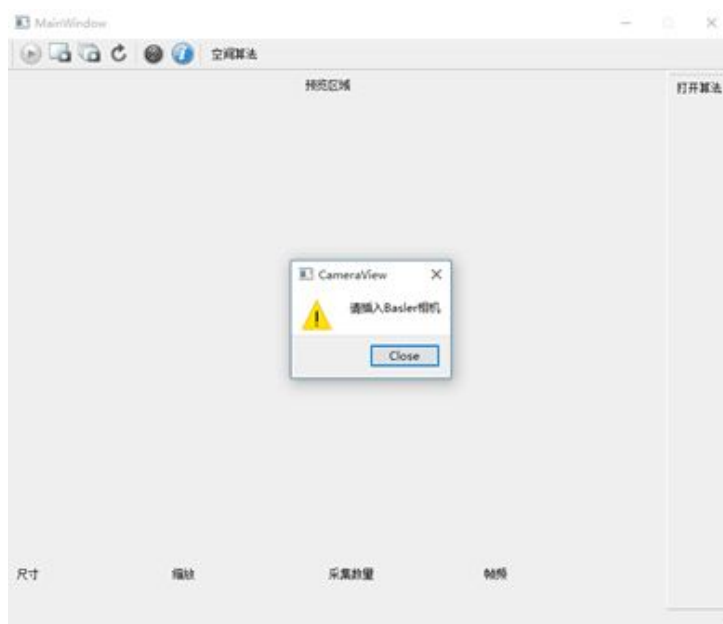 MainWindow
空间算法
预览区域
打开算法
CameraView
请插入Basler相机
Close
尺寸
缩放
采集数量
帧频